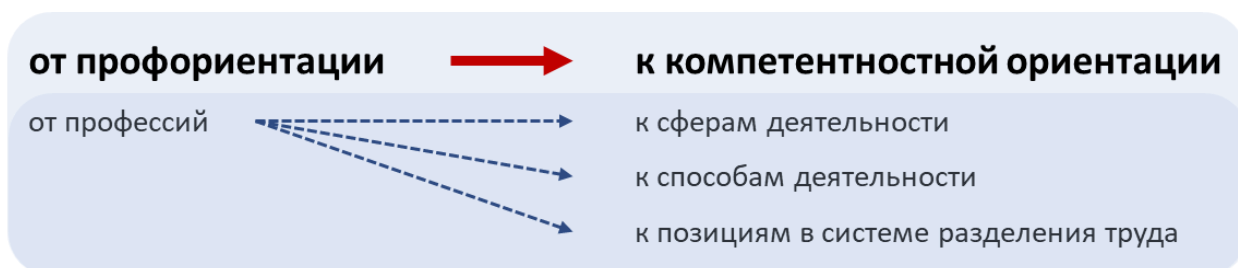 от профориентации к компетентностной ориентации
от профессий к сферам деятельности
к способам деятельности
к позициям в системе разделения труда